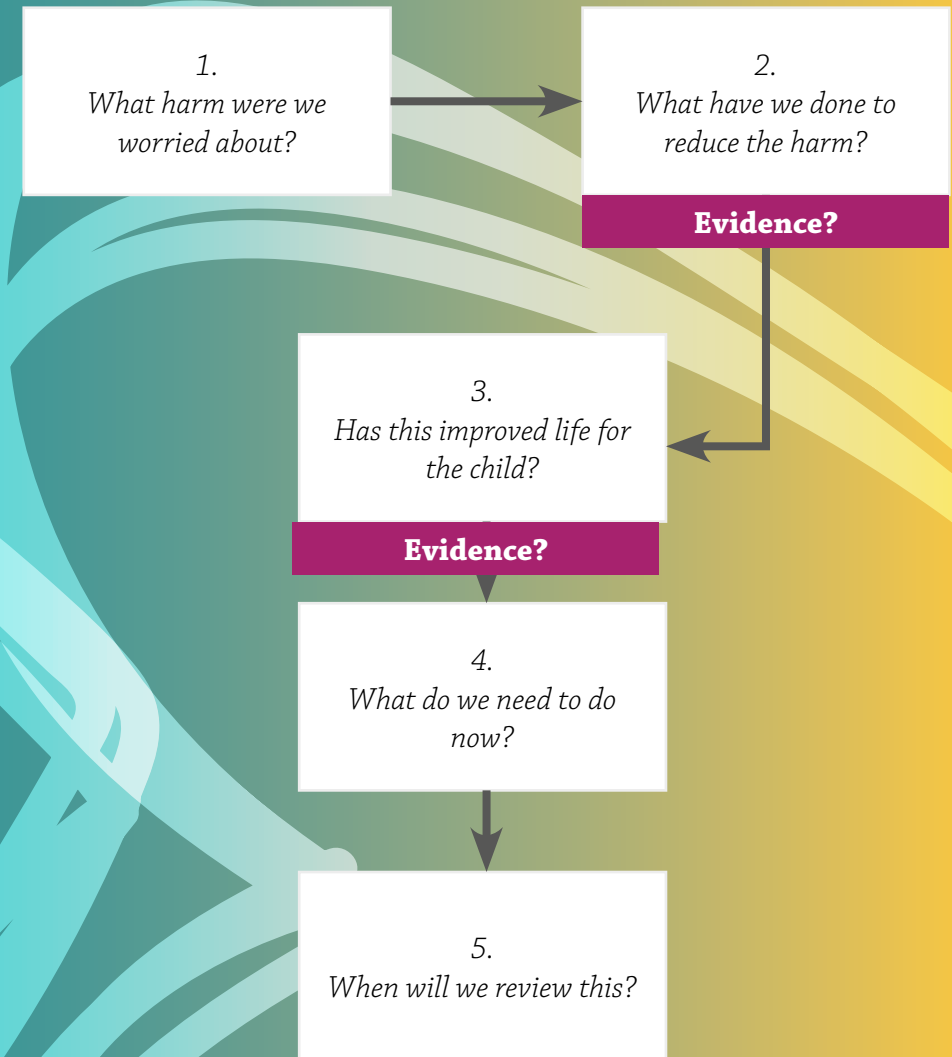 1.
What harm were we
worried about?
2.
What have we done to
reduce the harm?
Evidence?
3.
Has this improved life for
the child?
Evidence?
4.
What do we need to do
now?
5.
When will we review this?